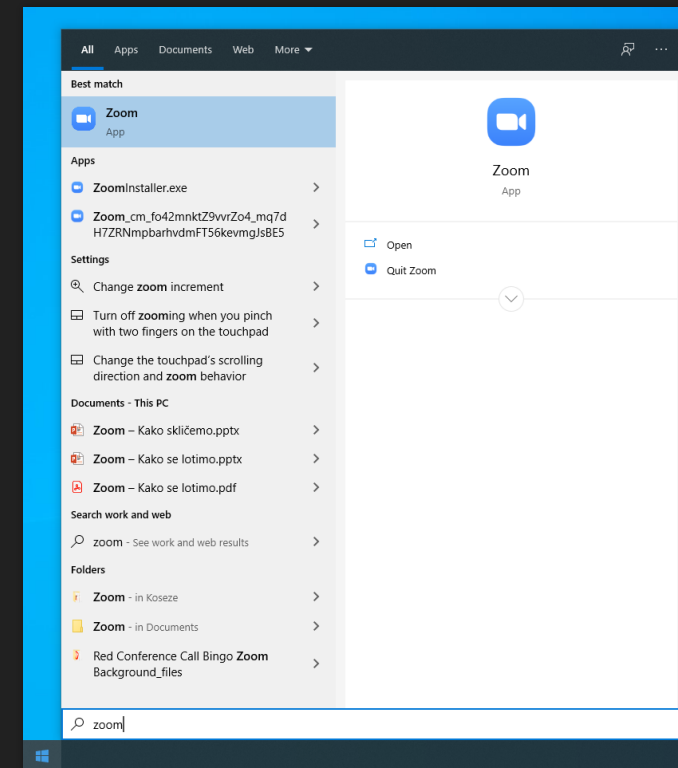 All Apps Documents Web More
Best match
Zoom
App
Apps
ZoomInstaller.exe
Zoom_cm_fo42mnktZ9vvrZo4_mq7d
H7ZRNmpbarhvdmFT56kevmgJsBE5
Settings
Change zoom increment
Turn off zooming when you pinch
with two fingers on the touchpad
Change the touchpad's scrolling
direction and zoom behavior
Documents - This PC
Zoom – Kako skličemo.pptx
Zoom – Kako se lotimo.pptx
Zoom – Kako se lotimo.pdf
Search work and web
zoom - See work and web results
Folders
Zoom - in Koseze
Zoom - in Documents
Red Conference Call Bingo Zoom
Background_files
zoom
Zoom
App
Open
Quit Zoom